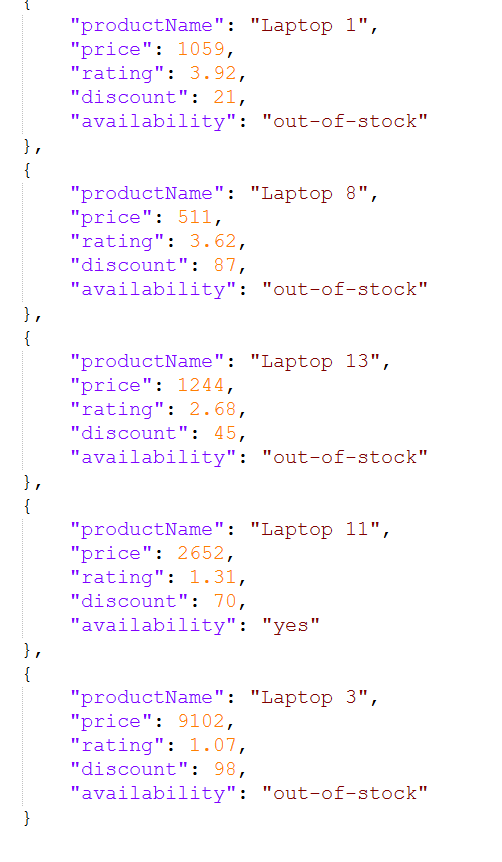 {
"productName": "Laptop 1",
"price": 1059,
"rating": 3.92,
"discount": 21,
"availability": "out-of-stock"
},
{
"productName": "Laptop 8",
"price": 511,
"rating": 3.62,
"discount": 87,
"availability": "out-of-stock"
},
{
"productName": "Laptop 13",
"price": 1244,
"rating": 2.68,
"discount": 45,
"availability": "out-of-stock"
},
{
"productName": "Laptop 11",
"price": 2652,
"rating": 1.31,
"discount": 70,
"availability": "yes"
},
{
"productName": "Laptop 3",
"price": 9102,
"rating": 1.07,
"discount": 98,
"availability": "out-of-stock"
}